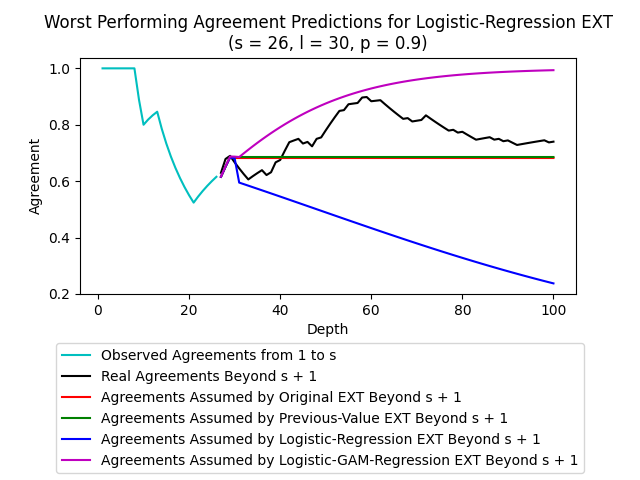 Worst Performing Agreement Predictions for Logistic-Regression EXT
(s = 26, l = 30, p = 0.9)
1.0
0.8
0.6
0.4
0.2
Agreement
0 20 40 60 80 100
Depth
Observed Agreements from 1 to s
Real Agreements Beyond s + 1
Agreements Assumed by Original EXT Beyond s + 1
Agreements Assumed by Previous-Value EXT Beyond s + 1
Agreements Assumed by Logistic-Regression EXT Beyond s + 1
Agreements Assumed by Logistic-GAM-Regression EXT Beyond s + 1